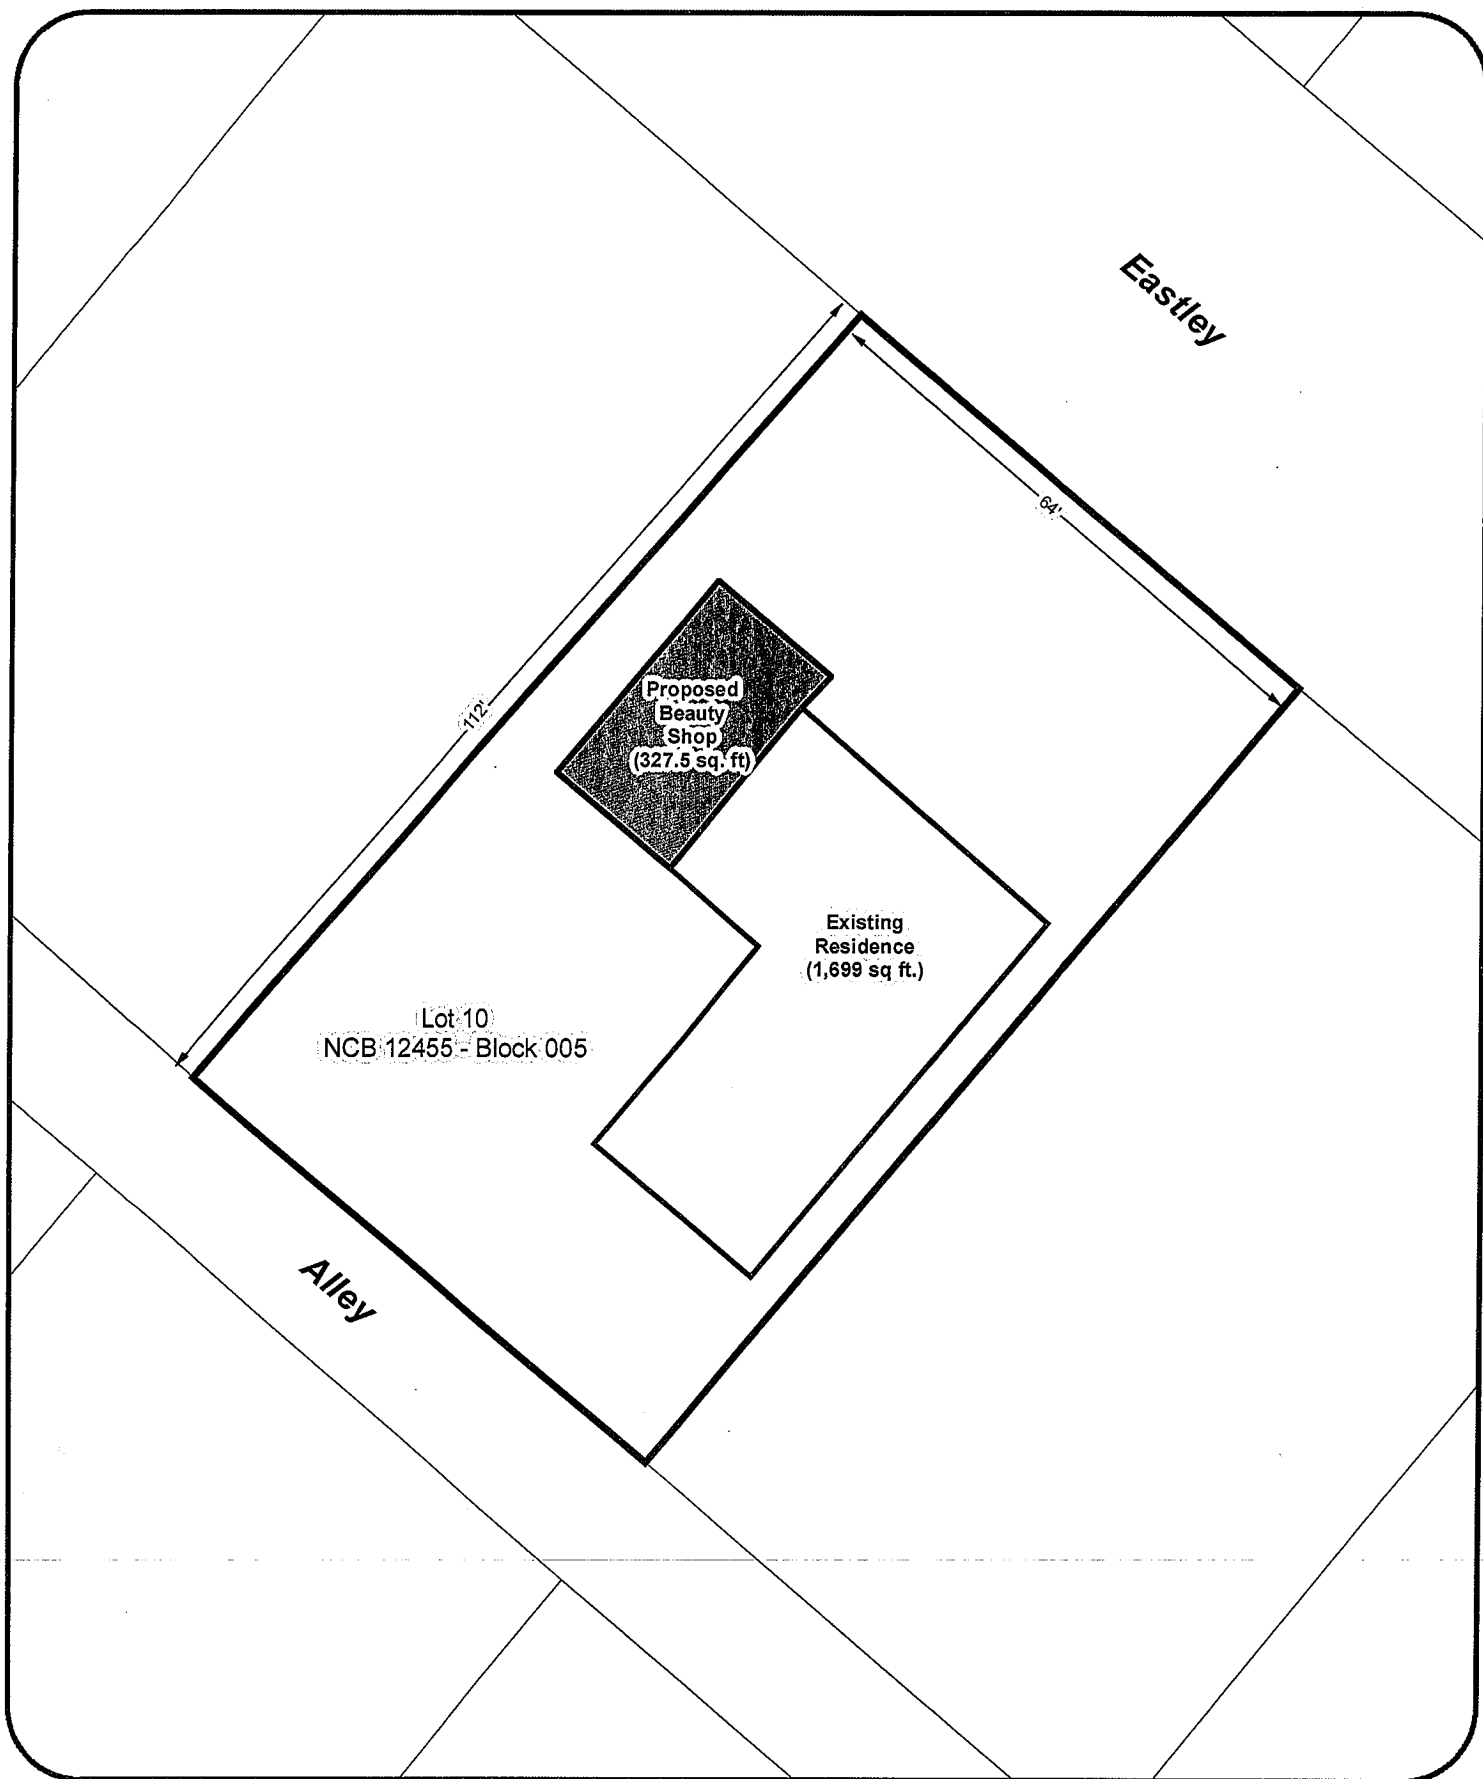 Eastley
64'
112'
Proposed
Beauty
Shop
(327.5 sq. ft)
Existing
Residence
(1,699 sq ft.)
Lot 10
NCB 12455 - Block 005
Alley